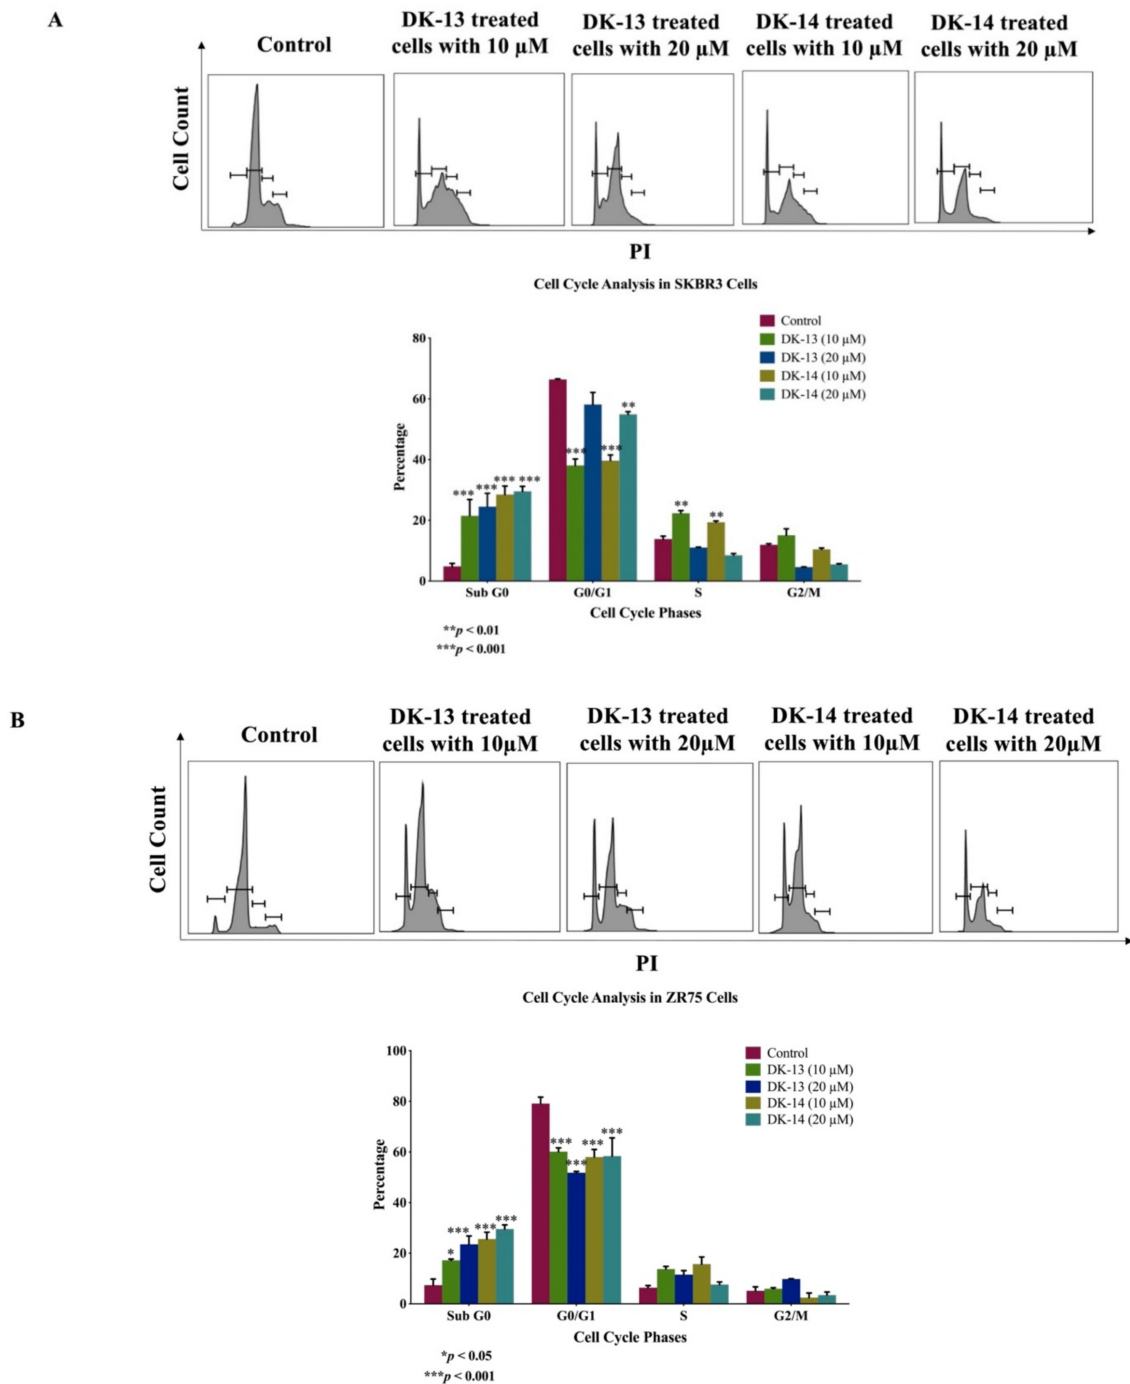 A
Control
DK-13 treated
cells with 10 µM
DK-13 treated
cells with 20 µM
DK-14 treated
cells with 10 µM
DK-14 treated
cells with 20 µM
Cell Count
PI
Cell Cycle Analysis in SKBR3 Cells
Control
DK-13 (10 µM)
DK-13 (20 µM)
DK-14 (10 µM)
DK-14 (20 µM)
Percentage
80
60
40
20
0
*** *** *** ***
*** *** **
** **
Sub G0 G0/G1 S G2/M
Cell Cycle Phases
**p < 0.01
***p < 0.001
B
Control
DK-13 treated
cells with 10µM
DK-13 treated
cells with 20µM
DK-14 treated
cells with 10µM
DK-14 treated
cells with 20µM
Cell Count
PI
Cell Cycle Analysis in ZR75 Cells
Control
DK-13 (10 µM)
DK-13 (20 µM)
DK-14 (10 µM)
DK-14 (20 µM)
Percentage
100
80
60
40
20
0
* *** *** ***
*** *** *** ***
Sub G0 G0/G1 S G2/M
Cell Cycle Phases
*p < 0.05
***p < 0.001